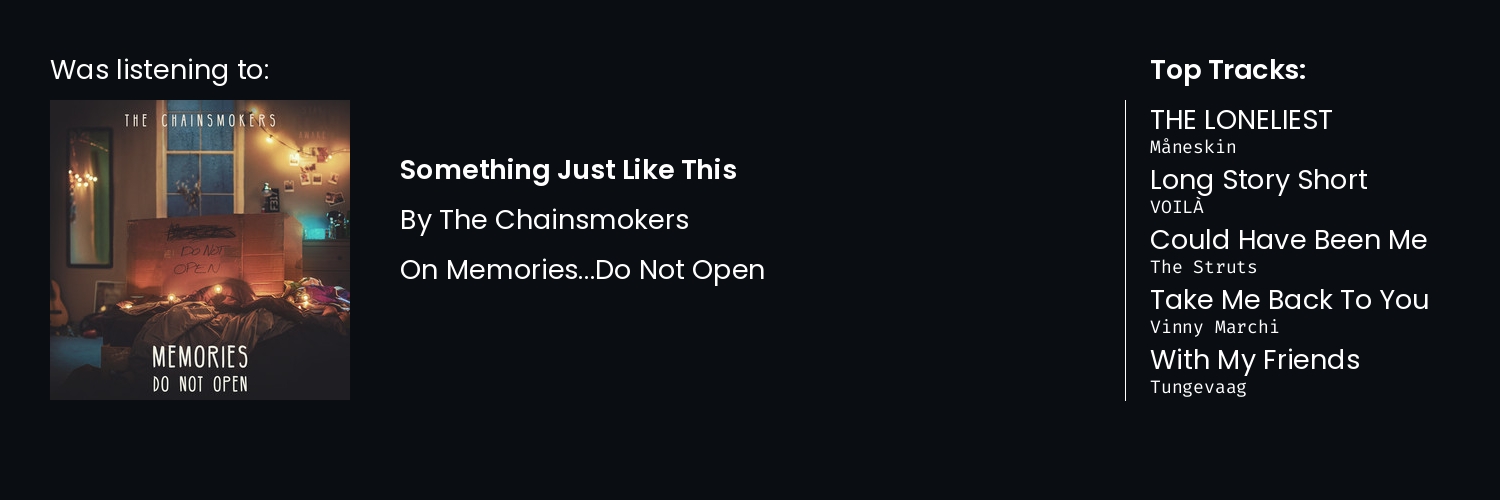 Was listening to:
THE CHAINSMOKERS
DO NOT
OPEN
MEMORIES
DO NOT OPEN
Something Just Like This
By The Chainsmokers
On Memories...Do Not Open
Top Tracks:
THE LONELIEST
Måneskin
Long Story Short
VOILÀ
Could Have Been Me
The Struts
Take Me Back To You
Vinny Marchi
With My Friends
Tungevaag